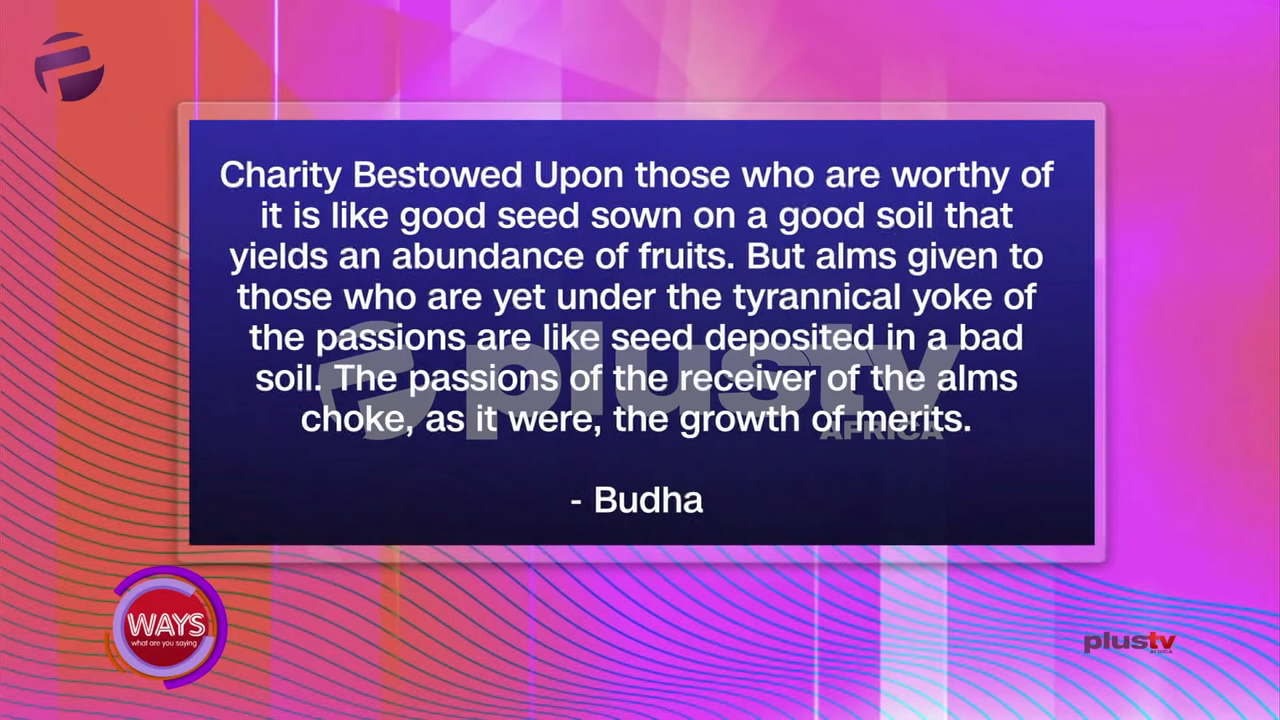 Charity Bestowed Upon those who are worthy of
it is like good seed sown on a good soil that
yields an abundance of fruits. But alms given to
those who are yet under the tyrannical yoke of
the passions are like seed deposited in a bad
soil. The passions of the receiver of the alms
choke, as it were, the growth of merits.
- Budha
plustv
AFRICA
WAYS
what are you saying
plustv
AFRICA